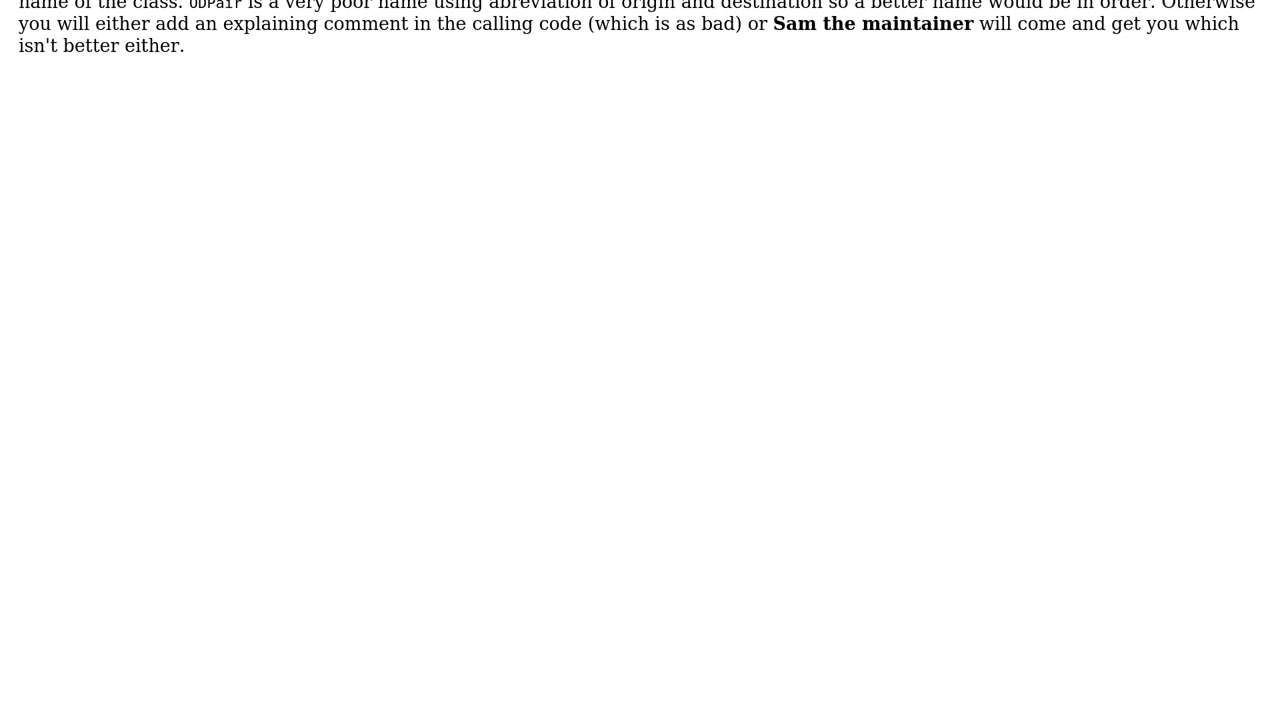 name of the class. ODPair is a very poor name using abreviation of origin and destination so a better name would be in order. Otherwise
you will either add an explaining comment in the calling code (which is as bad) or Sam the maintainer will come and get you which
isn't better either.